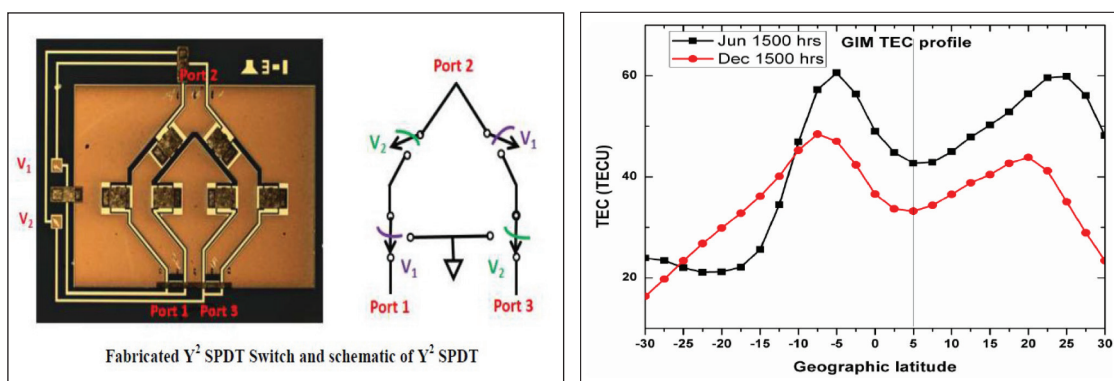 Port 2
V1
V2
Port 1 Port 3
Port 2
V2
V1
V1
V2
Port 1
Port 3
Fabricated Y² SPDT Switch and schematic of Y² SPDT
GIM TEC profile
Jun 1500 hrs
Dec 1500 hrs
TEC (TECU)
60
40
20
-30 -25 -20 -15 -10 -5 0 5 10 15 20 25 30
Geographic latitude